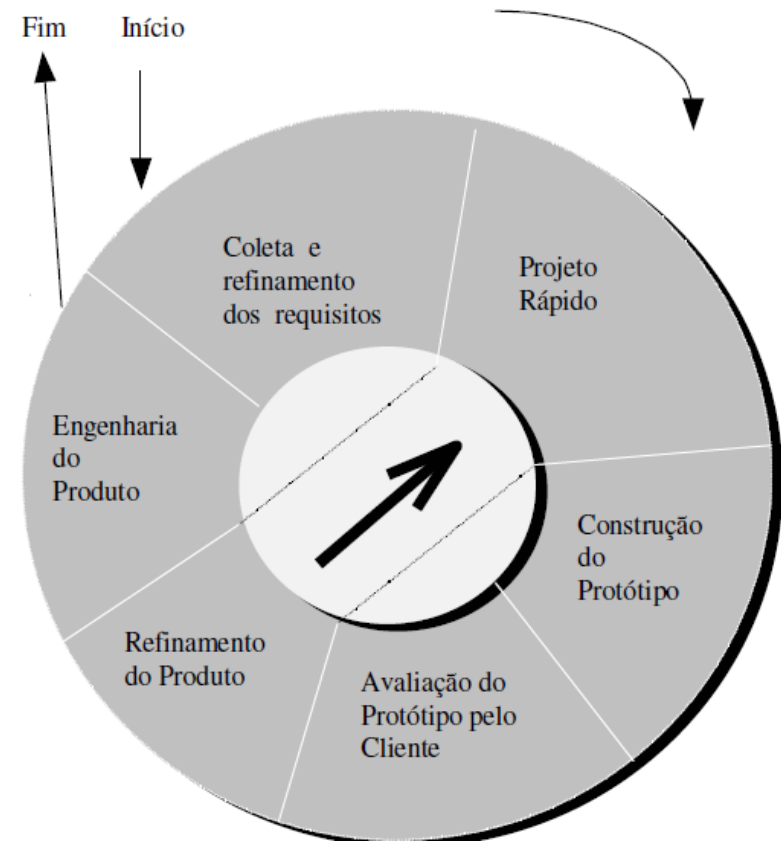 Fim
Início
Coleta e
refinamento
dos requisitos
Projeto
Rápido
Construção
do
Protótipo
Avaliação do
Protótipo pelo
Cliente
Refinamento
do Produto
Engenharia
do
Produto